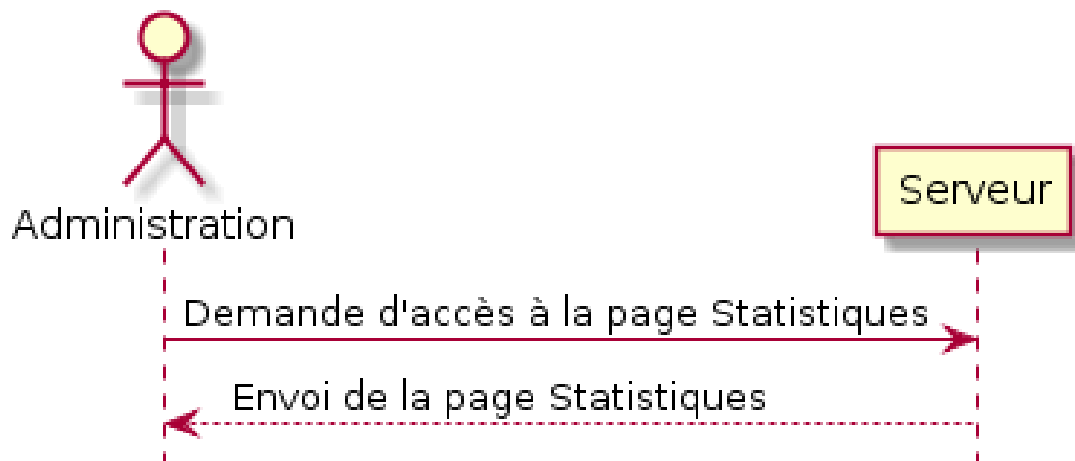 Administration
Serveur
Demande d'accès à la page Statistiques
Envoi de la page Statistiques